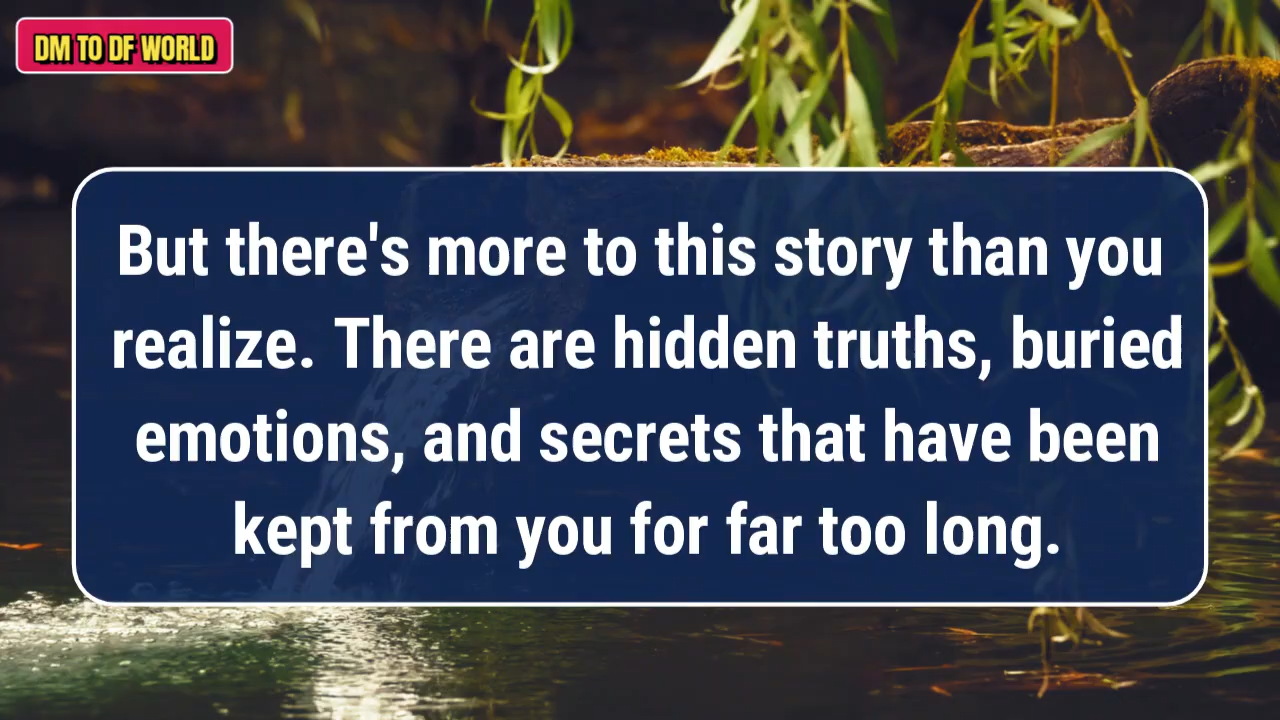 DM TO DF WORLD
But there's more to this story than you
realize. There are hidden truths, buried
emotions, and secrets that have been
kept from you for far too long.